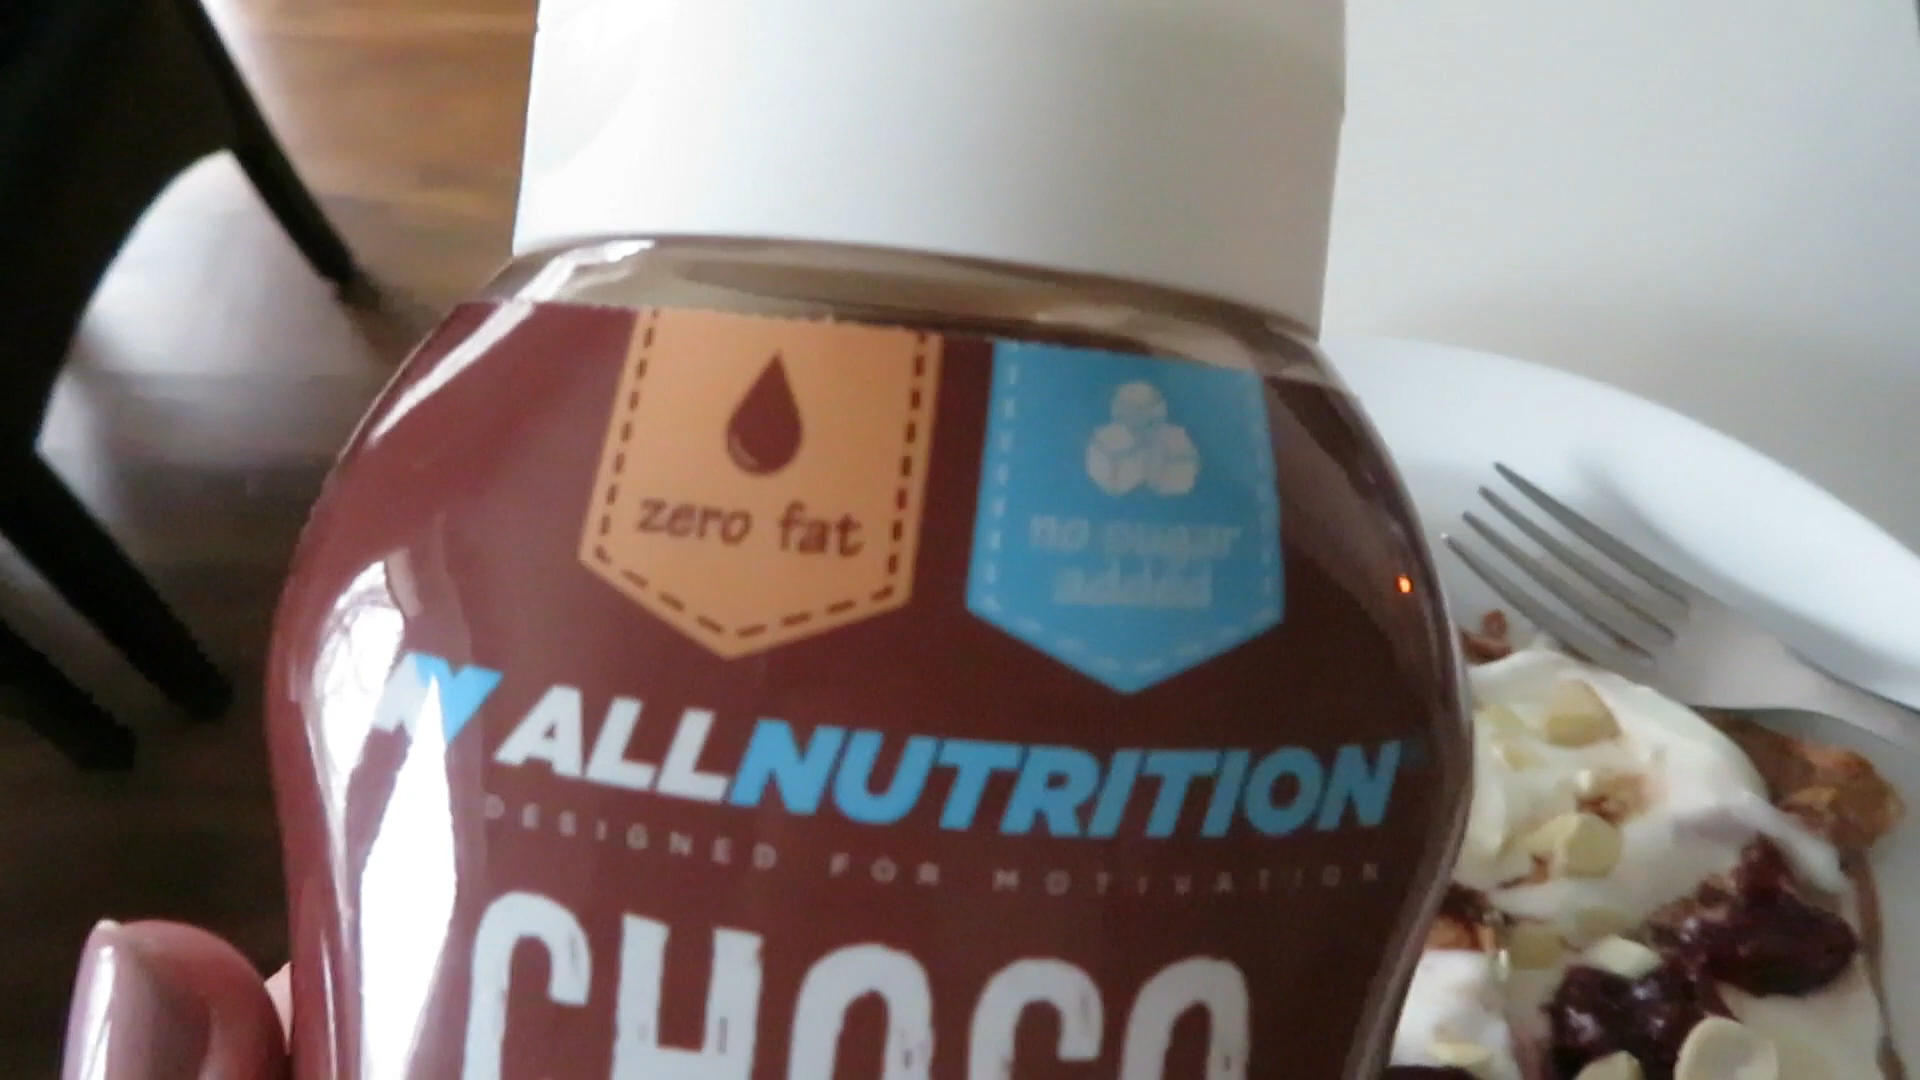 zero fat
no sugar
added
ALLNUTRITION
DESIGNED FOR MOTIVATION
CHOCO